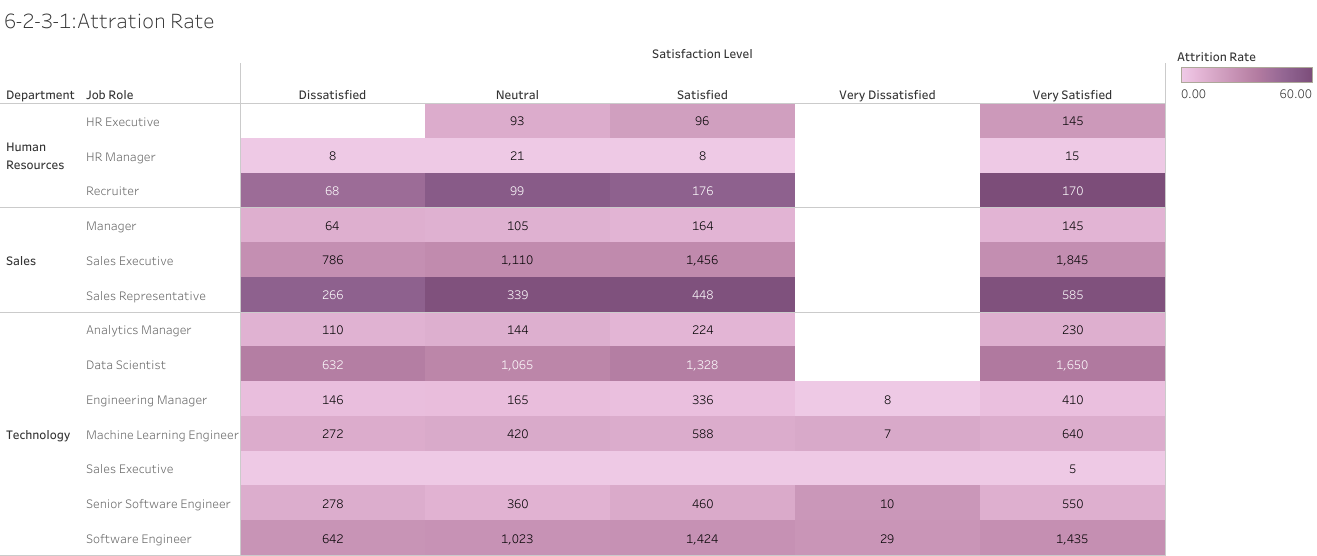 6-2-3-1:Attration Rate
Satisfaction Level
Attrition Rate
0.00 60.00
Department Job Role Dissatisfied Neutral Satisfied Very Dissatisfied Very Satisfied
Human Resources
HR Executive 93 96 145
HR Manager 8 21 8 15
Recruiter 68 99 176 170
Sales
Manager 64 105 164 145
Sales Executive 786 1,110 1,456 1,845
Sales Representative 266 339 448 585
Technology
Analytics Manager 110 144 224 230
Data Scientist 632 1,065 1,328 1,650
Engineering Manager 146 165 336 8 410
Machine Learning Engineer 272 420 588 7 640
Sales Executive 5
Senior Software Engineer 278 360 460 10 550
Software Engineer 642 1,023 1,424 29 1,435